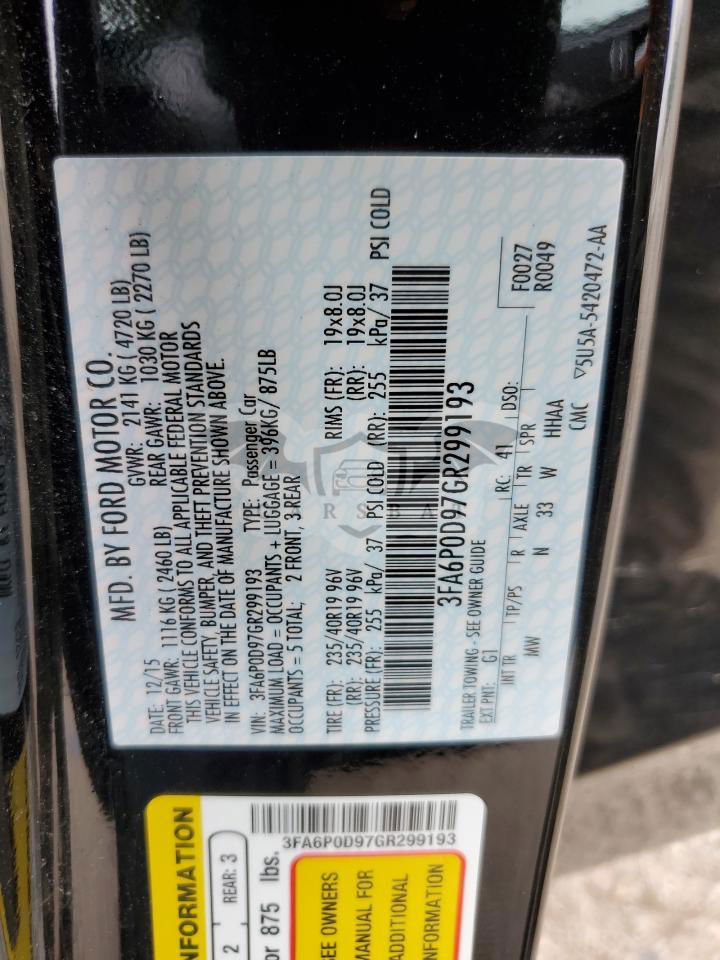 MFD. BY FORD MOTOR CO.
DATE: 12/15 GVWR: 2141 KG ( 4720 LB)
FRONT GAWR: 1116 KG ( 2460 LB) REAR GAWR: 1030 KG ( 2270 LB)
THIS VEHICLE CONFORMS TO ALL APPLICABLE FEDERAL MOTOR
VEHICLE SAFETY, BUMPER, AND THEFT PREVENTION STANDARDS
IN EFFECT ON THE DATE OF MANUFACTURE SHOWN ABOVE.
VIN: 3FA6P0D97GR299193 TYPE: Passenger Car
MAXIMUM LOAD = OCCUPANTS + LUGGAGE = 396KG/ 875LB
OCCUPANTS = 5 TOTAL; 2 FRONT, 3 REAR
TIRE (FR): 235/40R19 96V RIMS (FR): 19x8.0J
(RR): 235/40R19 96V (RR): 19x8.0J
PRESSURE (FR): 255 kPa/ 37 PSI COLD (RR): 255 kPa/ 37 PSI COLD
3FA6P0D97GR299193
TRAILER TOWING - SEE OWNER GUIDE
EXT PNT: G1 RC: 41 DSO: F0027
R0049
INT TR TP/PS R AXLE TR SPR
MW N 33 W HHAA
CMC ▽5U5A-5420472-AA
NFORMATION
2 REAR: 3
or 875 lbs.
3FA6P0D97GR299193
SEE OWNERS
MANUAL FOR
ADDITIONAL
NFORMATION